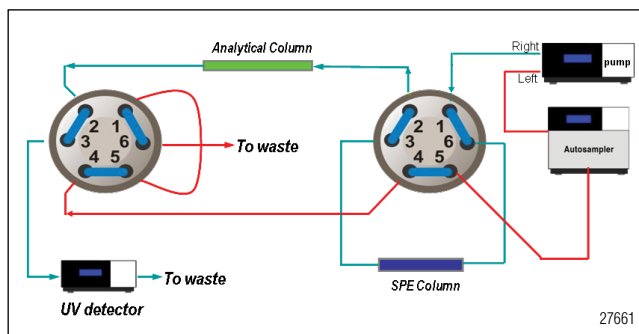 Analytical Column
Right
pump
Left
2 1
3 6
4 5
To waste
2 1
3 6
4 5
Autosampler
To waste
UV detector
SPE Column
27661